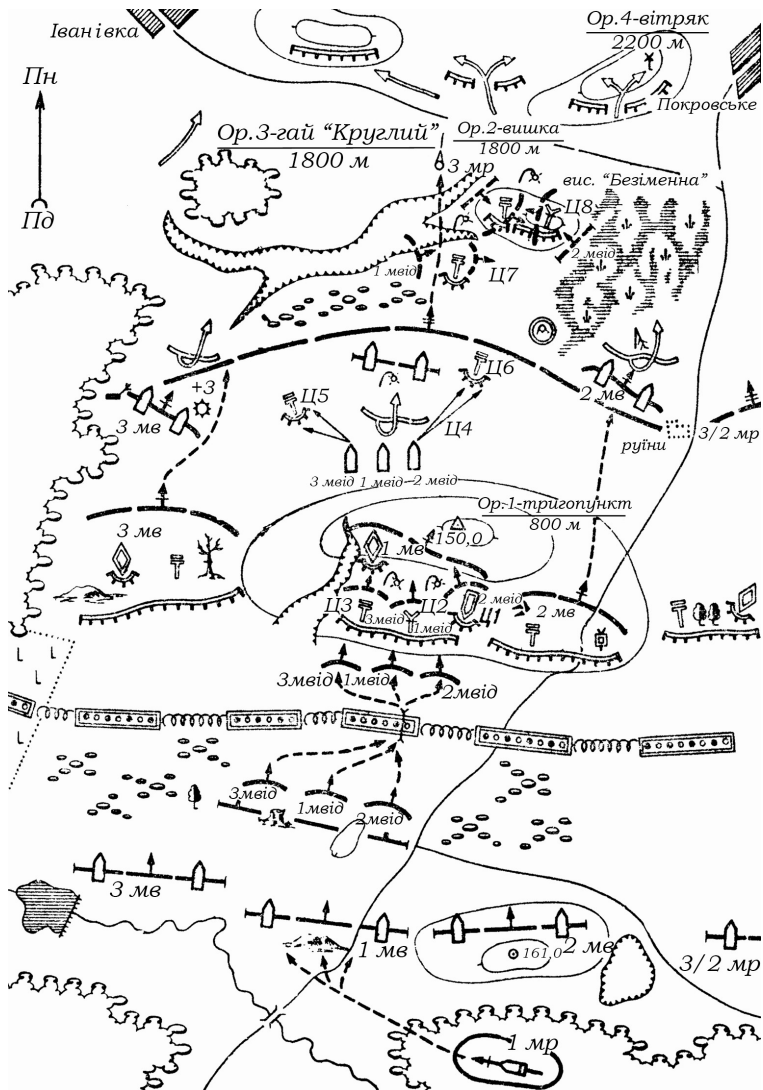 Іванівка
Ор.4-вітряк
2200 м
Пн
Покровське
Ор.3-гай “Круглий”
1800 м
Ор.2-вишка
1800 м
3 мр
вис. “Безіменна”
Пд
Ц8
1 мвід
Ц7
2 мвід
Ц6
+3
Ц5
2 мв
3 мв
Ц4
руїни
3/2 мр
3 мвід
1 мвід
2 мвід
Ор.1-тригопункт
800 м
3 мв
150,0
1 мв
Ц3
Ц2
2 мвід
Ц1
2 мв
3мвід
1мвід
3мвід
1мвід
2мвід
3мвід
1мвід
2мвід
3 мв
1 мв
161,0
2 мв
3/2 мр
1 мр